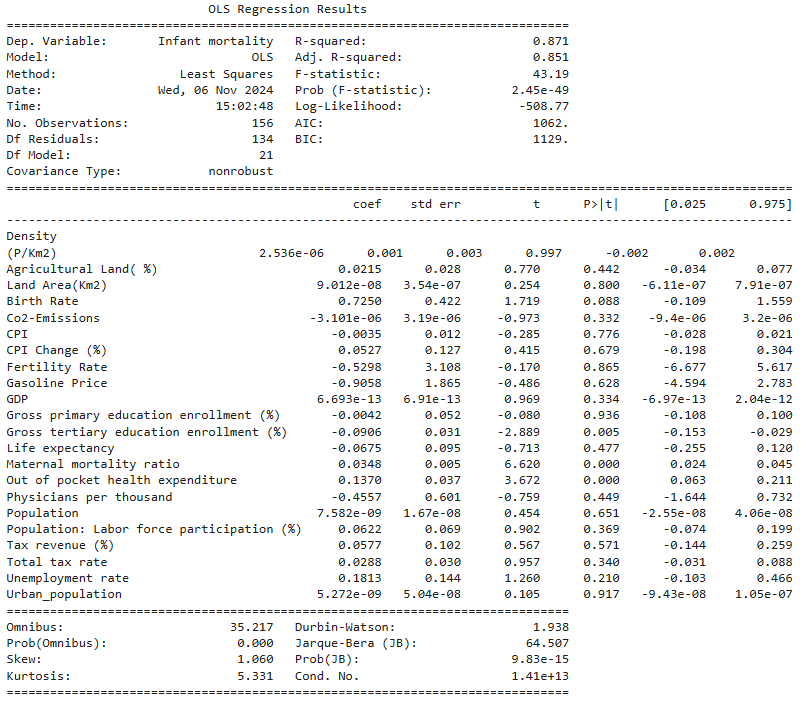 OLS Regression Results
==============================================================================
Dep. Variable:       Infant mortality   R-squared:                       0.871
Model:                            OLS   Adj. R-squared:                  0.851
Method:                 Least Squares   F-statistic:                     43.19
Date:                Wed, 06 Nov 2024   Prob (F-statistic):           2.45e-49
Time:                        15:02:48   Log-Likelihood:                -508.77
No. Observations:                 156   AIC:                             1062.
Df Residuals:                     134   BIC:                             1129.
Df Model:                          21
Covariance Type:            nonrobust
=============================================================================================================
coef    std err          t      P>|t|      [0.025      0.975]
-------------------------------------------------------------------------------------------------------------
Density
(P/Km2)                            2.536e-06      0.001      0.003      0.997      -0.002       0.002
Agricultural Land( %)                         0.0215      0.028      0.770      0.442      -0.034       0.077
Land Area(Km2)                             9.012e-08   3.54e-07      0.254      0.800   -6.11e-07    7.91e-07
Birth Rate                                    0.7250      0.422      1.719      0.088      -0.109       1.559
Co2-Emissions                             -3.101e-06   3.19e-06     -0.973      0.332    -9.4e-06     3.2e-06
CPI                                          -0.0035      0.012     -0.285      0.776      -0.028       0.021
CPI Change (%)                                0.0527      0.127      0.415      0.679      -0.198       0.304
Fertility Rate                               -0.5298      3.108     -0.170      0.865      -6.677       5.617
Gasoline Price                               -0.9058      1.865     -0.486      0.628      -4.594       2.783
GDP                                        6.693e-13   6.91e-13      0.969      0.334   -6.97e-13    2.04e-12
Gross primary education enrollment (%)       -0.0042      0.052     -0.080      0.936      -0.108       0.100
Gross tertiary education enrollment (%)      -0.0906      0.031     -2.889      0.005      -0.153      -0.029
Life expectancy                              -0.0675      0.095     -0.713      0.477      -0.255       0.120
Maternal mortality ratio                      0.0348      0.005      6.620      0.000       0.024       0.045
Out of pocket health expenditure              0.1370      0.037      3.672      0.000       0.063       0.211
Physicians per thousand                      -0.4557      0.601     -0.759      0.449      -1.644       0.732
Population                                 7.582e-09   1.67e-08      0.454      0.651   -2.55e-08    4.06e-08
Population: Labor force participation (%)     0.0622      0.069      0.902      0.369      -0.074       0.199
Tax revenue (%)                               0.0577      0.102      0.567      0.571      -0.144       0.259
Total tax rate                                0.0288      0.030      0.957      0.340      -0.031       0.088
Unemployment rate                             0.1813      0.144      1.260      0.210      -0.103       0.466
Urban_population                           5.272e-09   5.04e-08      0.105      0.917   -9.43e-08    1.05e-07
==============================================================================
Omnibus:                       35.217   Durbin-Watson:                   1.938
Prob(Omnibus):                  0.000   Jarque-Bera (JB):               64.507
Skew:                           1.060   Prob(JB):                     9.83e-15
Kurtosis:                       5.331   Cond. No.                     1.41e+13
==============================================================================